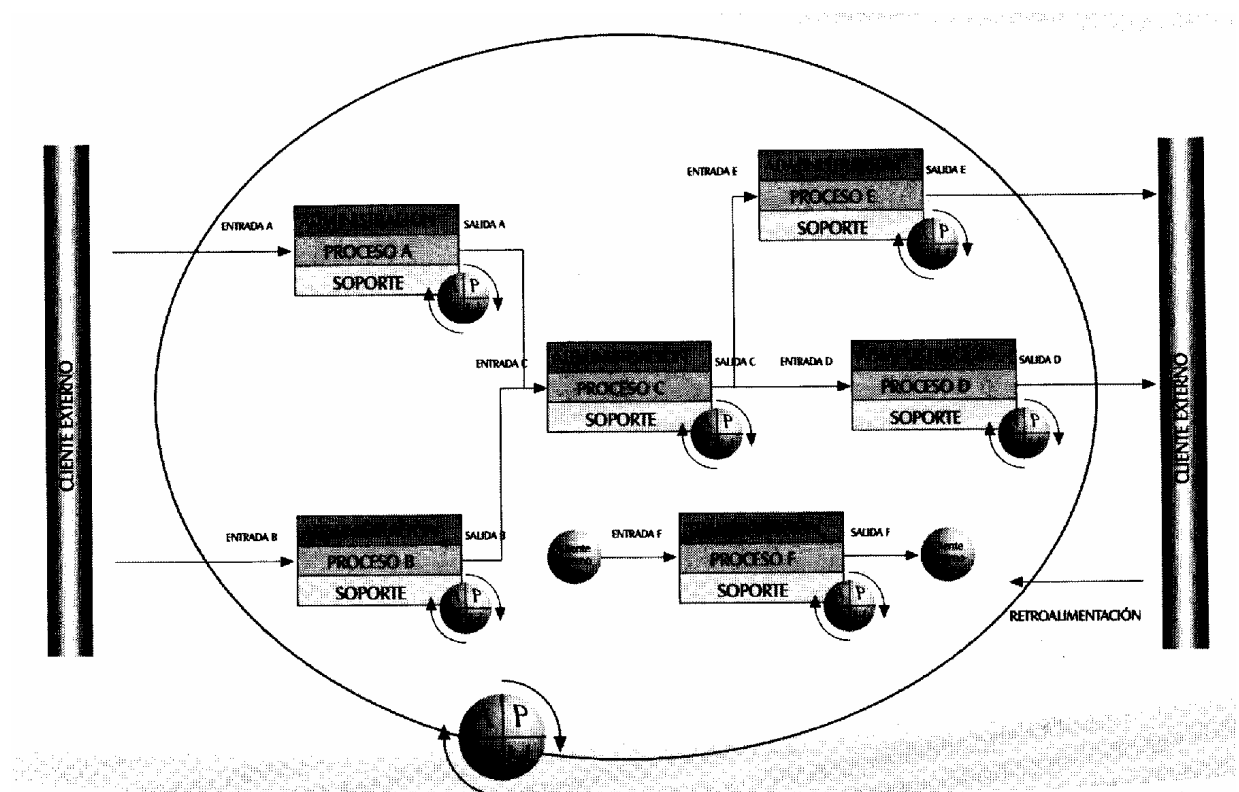 ENTRADA E
SALIDA E
PROCESO E
SOPORTE
P
ENTRADA A
SALIDA A
PROCESO A
SOPORTE
P
ENTRADA C
SALIDA C
PROCESO C
SOPORTE
P
ENTRADA D
SALIDA D
PROCESO D
SOPORTE
P
ENTRADA B
SALIDA B
PROCESO B
SOPORTE
P
ENTRADA F
SALIDA F
PROCESO F
SOPORTE
P
CLIENTE EXTERNO
CLIENTE EXTERNO
RETROALIMENTACIÓN
P